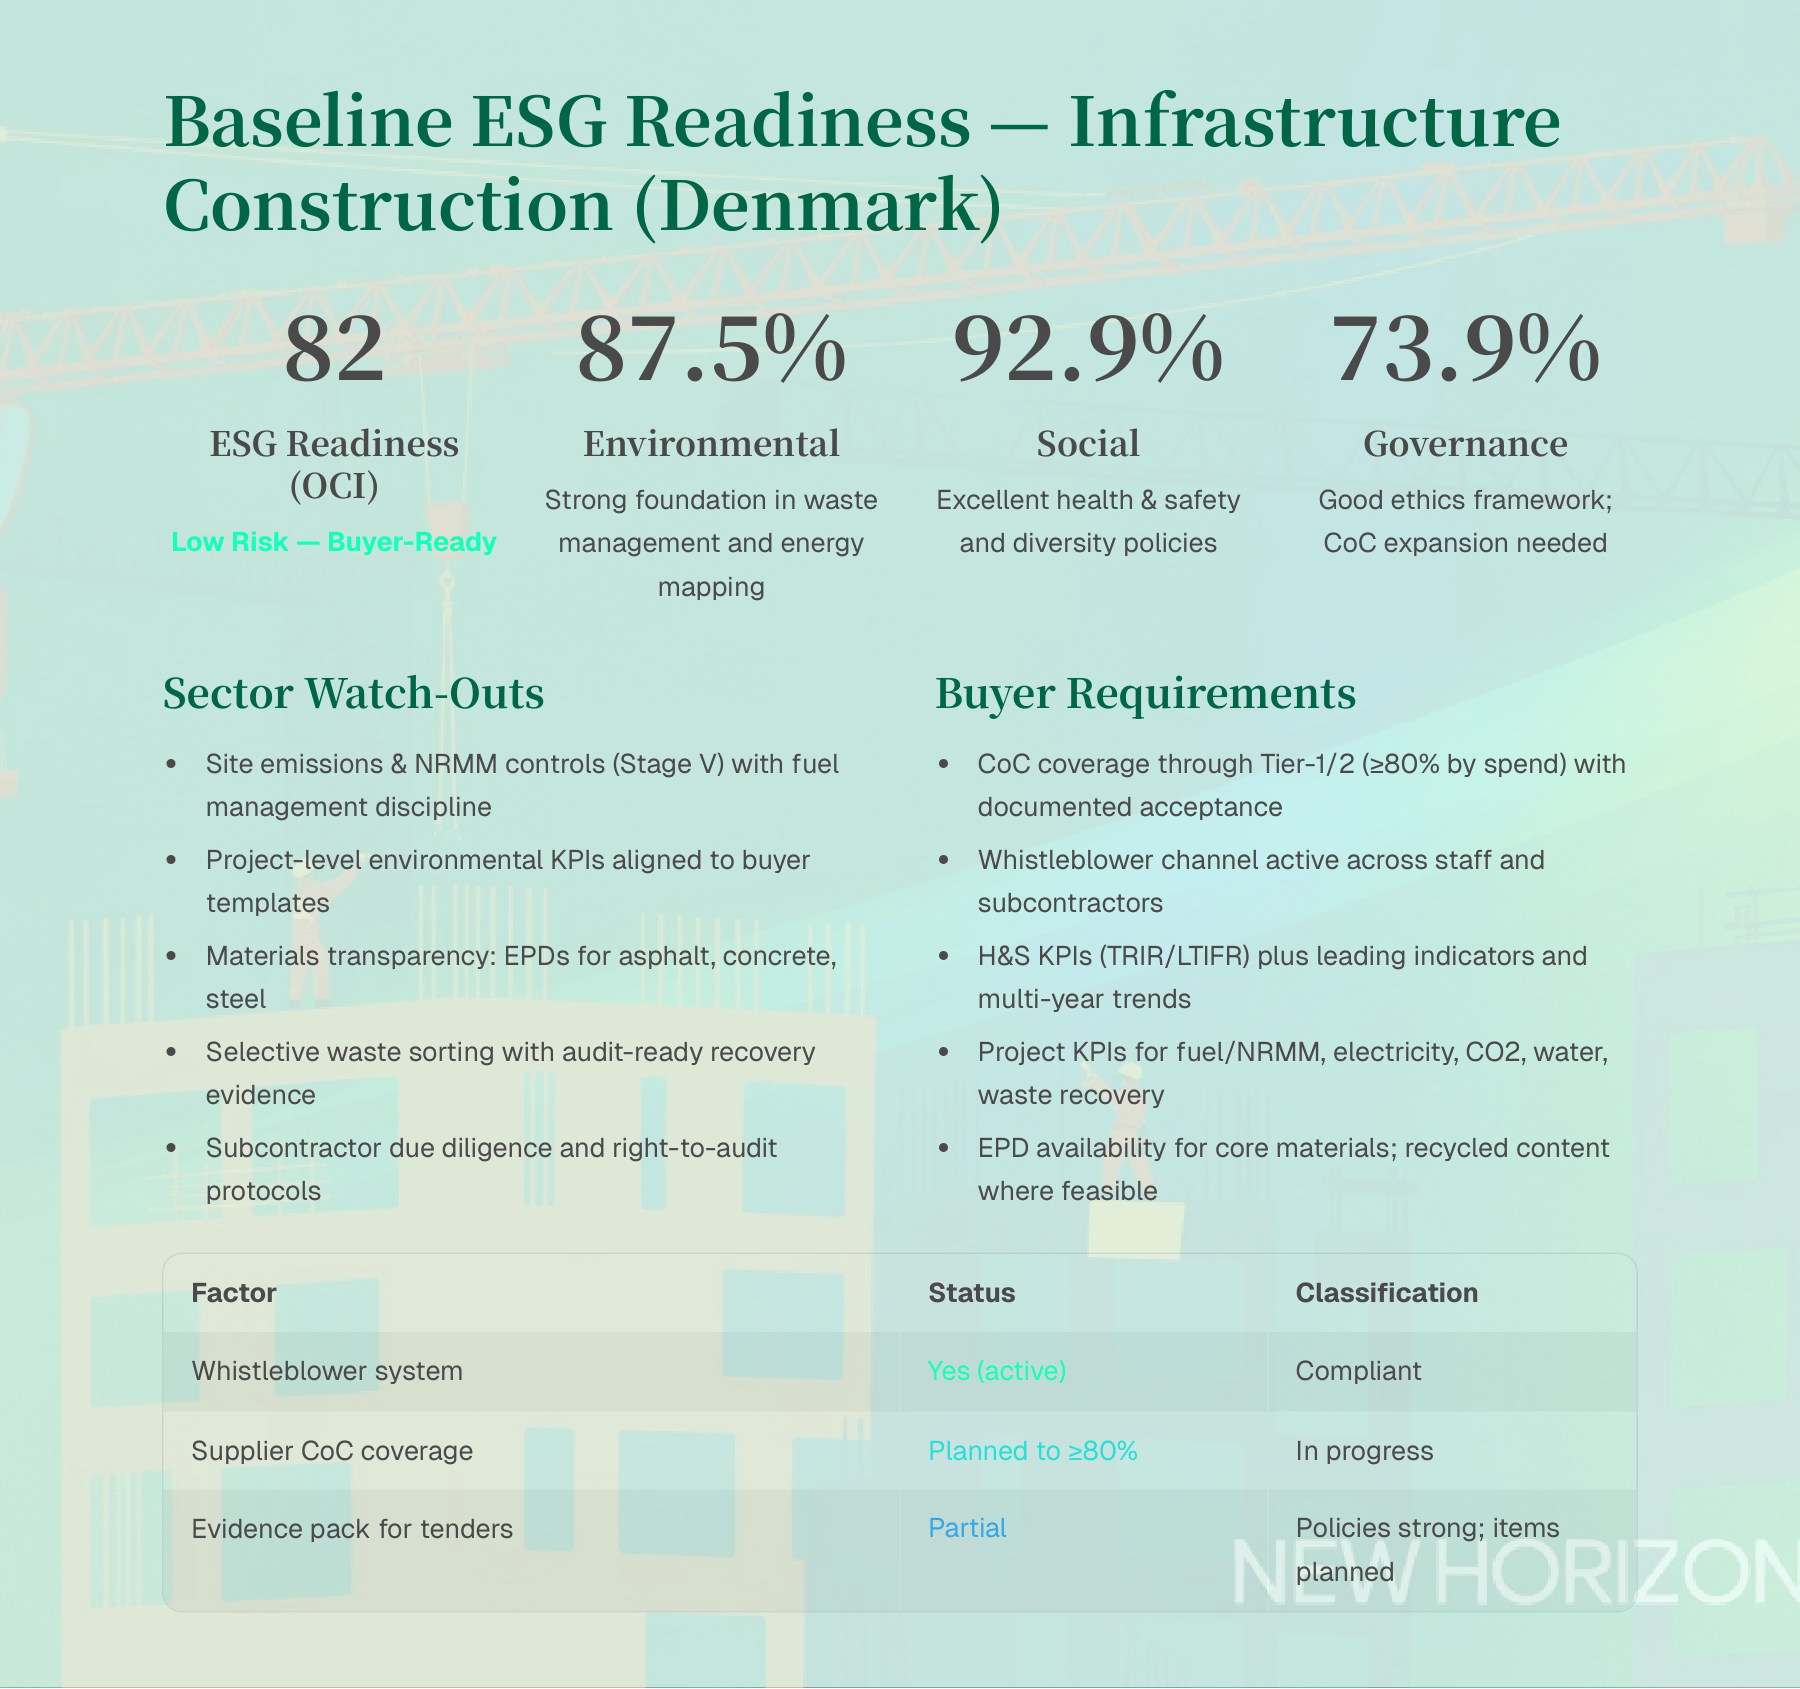 Baseline ESG Readiness — Infrastructure
Construction (Denmark)
82
ESG Readiness
(OCI)
Low Risk — Buyer-Ready
87.5%
Environmental
Strong foundation in waste
management and energy
mapping
92.9%
Social
Excellent health & safety
and diversity policies
73.9%
Governance
Good ethics framework;
CoC expansion needed
Sector Watch-Outs
• Site emissions & NRMM controls (Stage V) with fuel
management discipline
• Project-level environmental KPIs aligned to buyer
templates
• Materials transparency: EPDs for asphalt, concrete,
steel
• Selective waste sorting with audit-ready recovery
evidence
• Subcontractor due diligence and right-to-audit
protocols
Buyer Requirements
• CoC coverage through Tier-1/2 (≥80% by spend) with
documented acceptance
• Whistleblower channel active across staff and
subcontractors
• H&S KPIs (TRIR/LTIFR) plus leading indicators and
multi-year trends
• Project KPIs for fuel/NRMM, electricity, CO2, water,
waste recovery
• EPD availability for core materials; recycled content
where feasible
Factor Status Classification
Whistleblower system Yes (active) Compliant
Supplier CoC coverage Planned to ≥80% In progress
Evidence pack for tenders Partial Policies strong; items
planned
NEW HORIZON